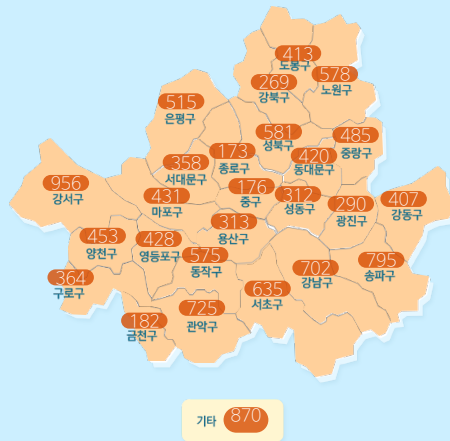 413
노봉구
578
노원구
269
강북구
515
은평구
581
성북구
485
중랑구
173
종로구
420
동대문구
358
서대문구
956
강서구
431
마포구
176
중구
312
성동구
290
광진구
407
강동구
313
용산구
453
양천구
428
영등포구
575
동작구
795
송파구
702
강남구
364
구로구
635
서초구
725
관악구
182
금천구
기타 870